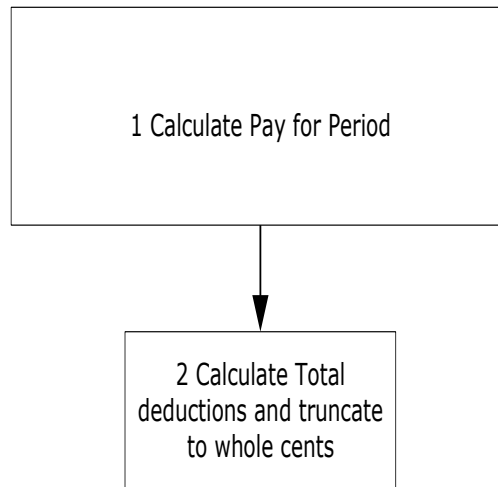 1 Calculate Pay for Period
2 Calculate Total
deductions and truncate
to whole cents